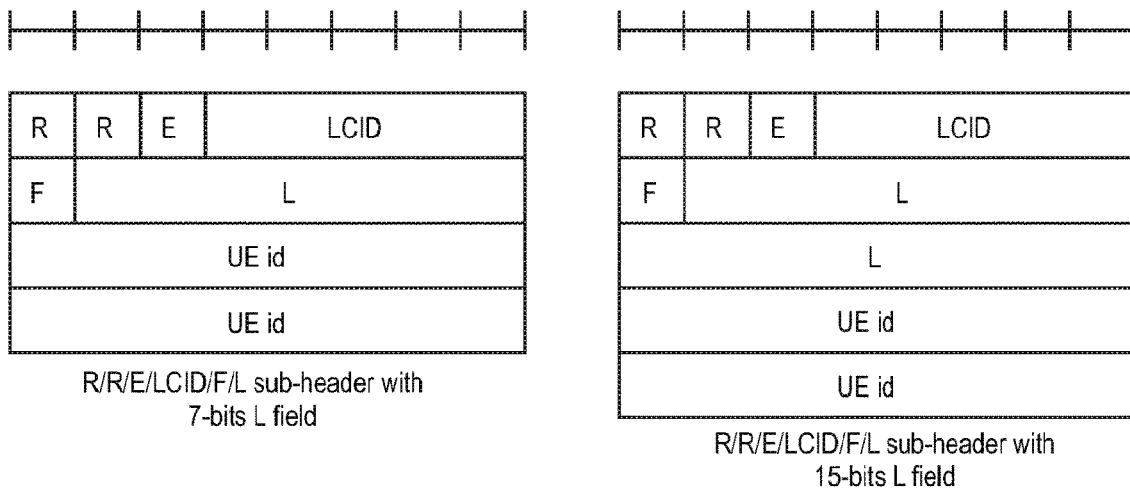 R R E LCID
F L
UE id
UE id
R/R/E/LCID/F/L sub-header with
7-bits L field
R R E LCID
F L
L
UE id
UE id
R/R/E/LCID/F/L sub-header with
15-bits L field